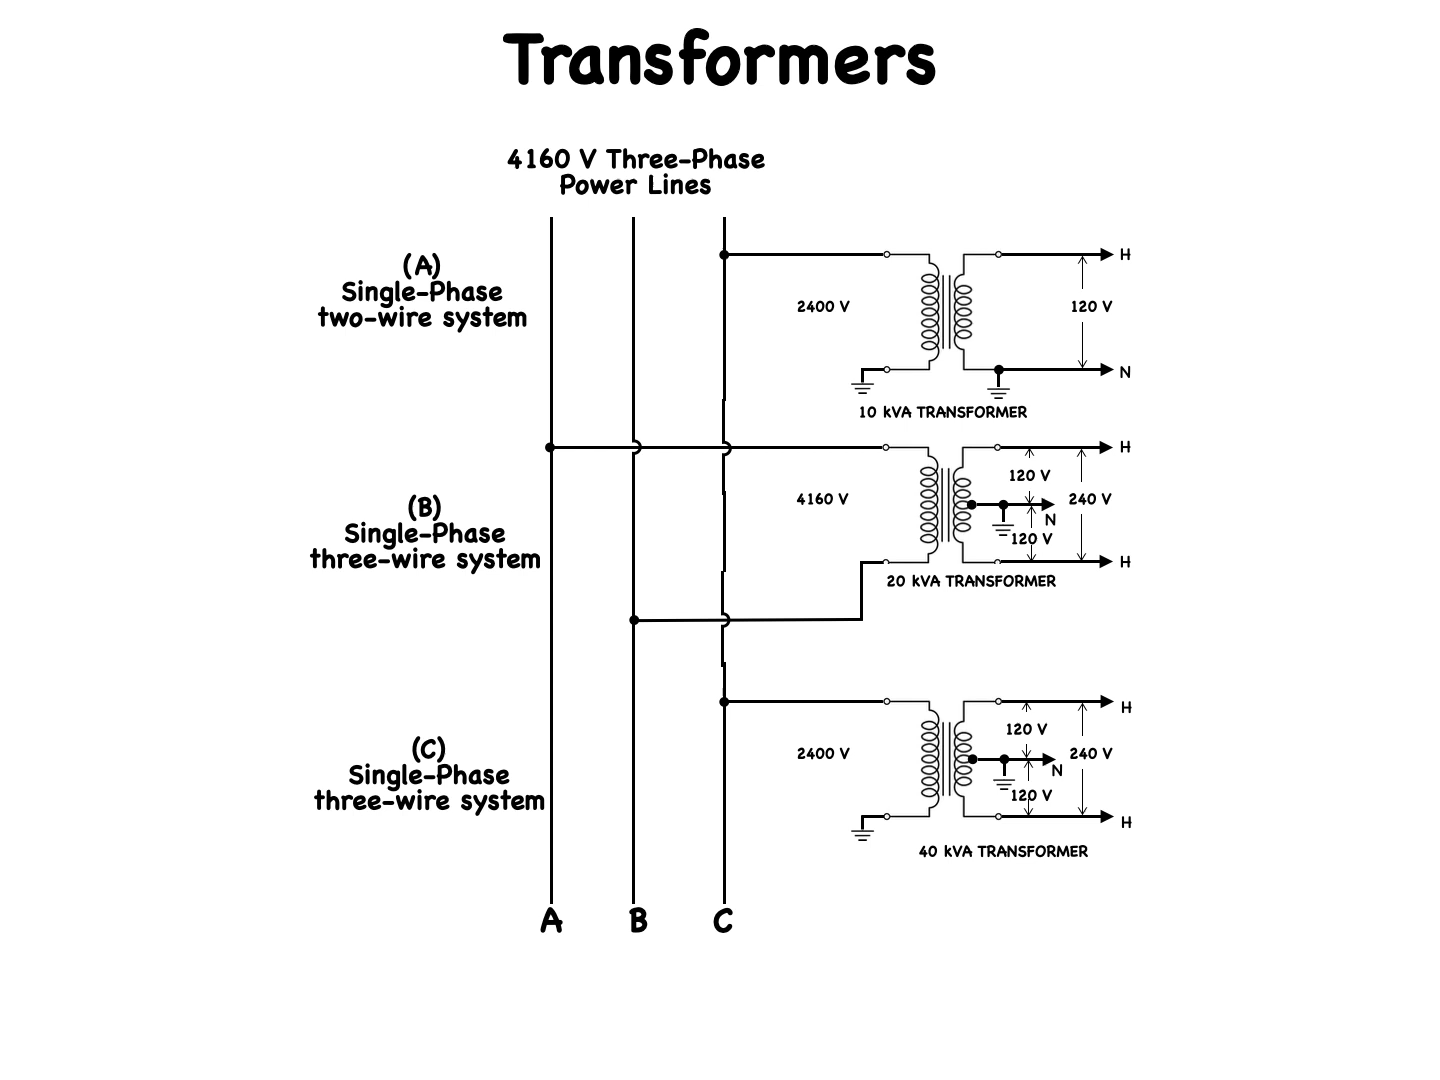 Transformers
4160 V Three-Phase
Power Lines
(A)
Single-Phase
two-wire system
2400 V
H
120 V
N
10 kVA TRANSFORMER
(B)
Single-Phase
three-wire system
4160 V
H
120 V
240 V
N
120 V
H
20 kVA TRANSFORMER
(C)
Single-Phase
three-wire system
2400 V
H
120 V
240 V
N
120 V
H
40 kVA TRANSFORMER
A B C